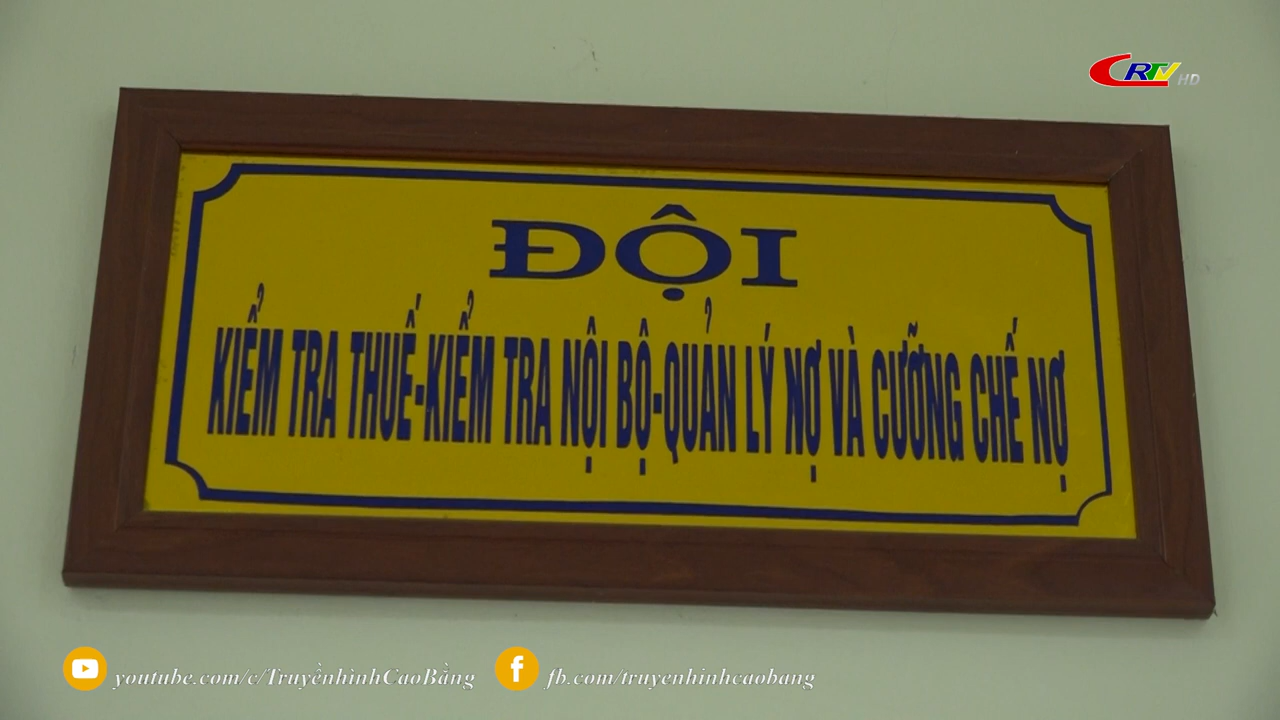 CRTV HD
ĐỘI
KIỂM TRA THUẾ-KIỂM TRA NỘI BỘ-QUẢN LÝ NỢ VÀ CƯỠNG CHẾ NỢ
youtube.com/c/TruyềnhìnhCaoBằng
fb.com/truyenhinhcaobang